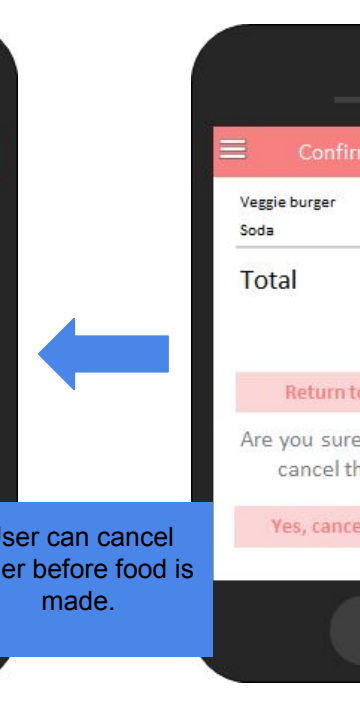 Confir
Veggie burger
Soda
Total
Return t
Are you sure
cancel th
Yes, cance
ser can cancel
er before food is
made.